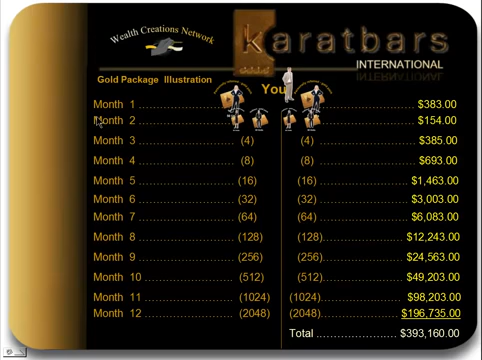 Wealth Creations Network
karatbars
INTERNATIONAL
Gold Package Illustration
You
Month 1 ........ $383.00
Month 2 ........ $154.00
Month 3 ........ (4) (4) ........ $385.00
Month 4 ........ (8) (8) ........ $693.00
Month 5 ........ (16) (16) ........ $1,463.00
Month 6 ........ (32) (32) ........ $3,003.00
Month 7 ........ (64) (64) ........ $6,083.00
Month 8 ........ (128) (128) ........ $12,243.00
Month 9 ........ (256) (256) ........ $24,563.00
Month 10 ........ (512) (512) ........ $49,203.00
Month 11 ........ (1024) (1024) ........ $98,203.00
Month 12 ........ (2048) (2048) ........ $196,735.00
Total ........ $393,160.00